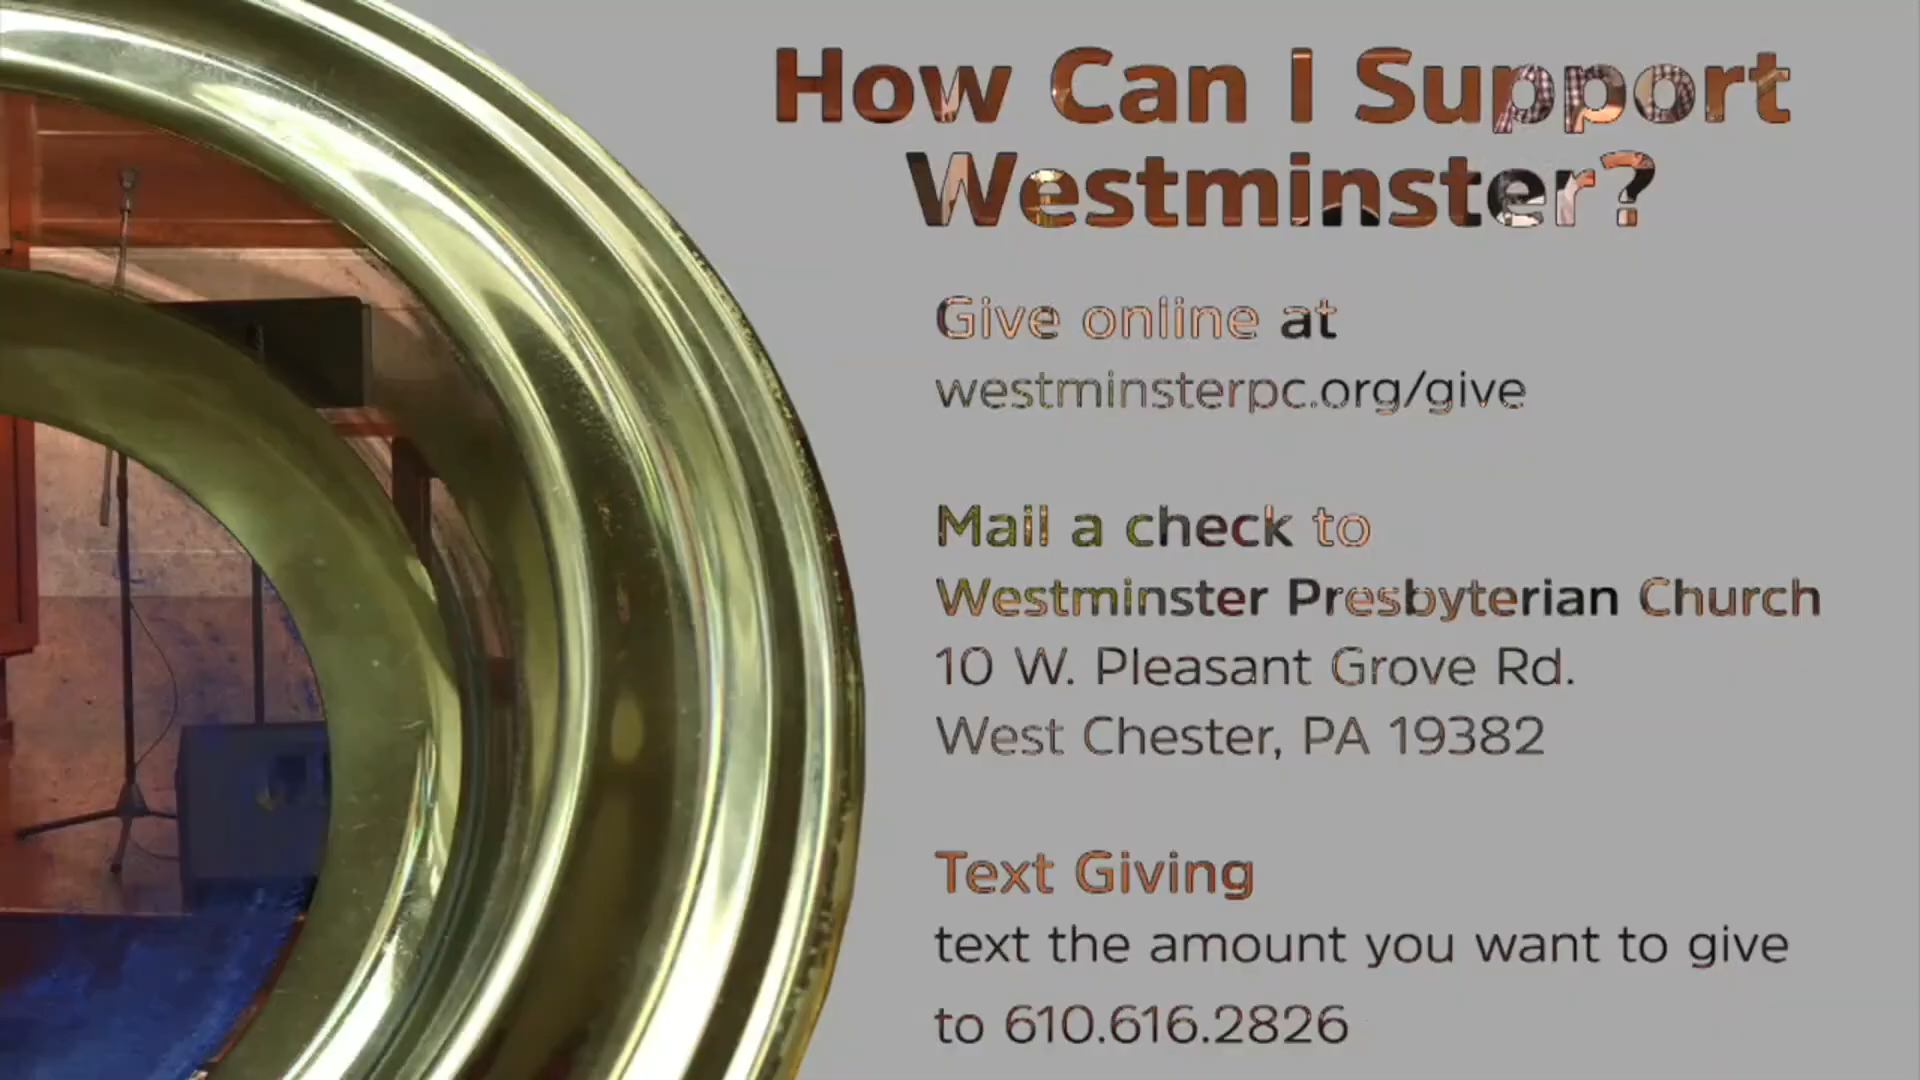 How Can I Support
Westminster?
Give online at
westminsterpc.org/give
Mail a check to
Westminster Presbyterian Church
10 W. Pleasant Grove Rd.
West Chester, PA 19382
Text Giving
text the amount you want to give
to 610.616.2826